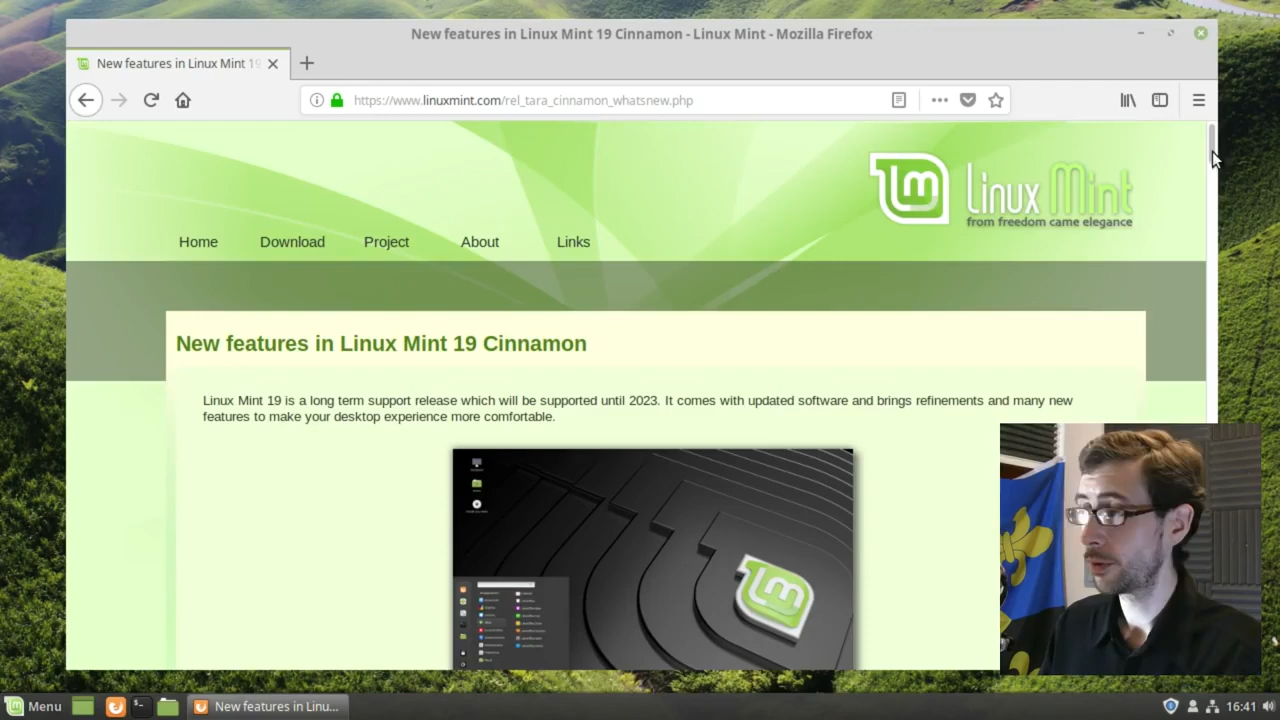 New features in Linux Mint 19 Cinnamon - Linux Mint - Mozilla Firefox
New features in Linux Mint 19
https://www.linuxmint.com/rel_tara_cinnamon_whatsnew.php
Linux Mint
from freedom came elegance
Home Download Project About Links
New features in Linux Mint 19 Cinnamon
Linux Mint 19 is a long term support release which will be supported until 2023. It comes with updated software and brings refinements and many new
features to make your desktop experience more comfortable.
Menu New features in Linu... 16:41